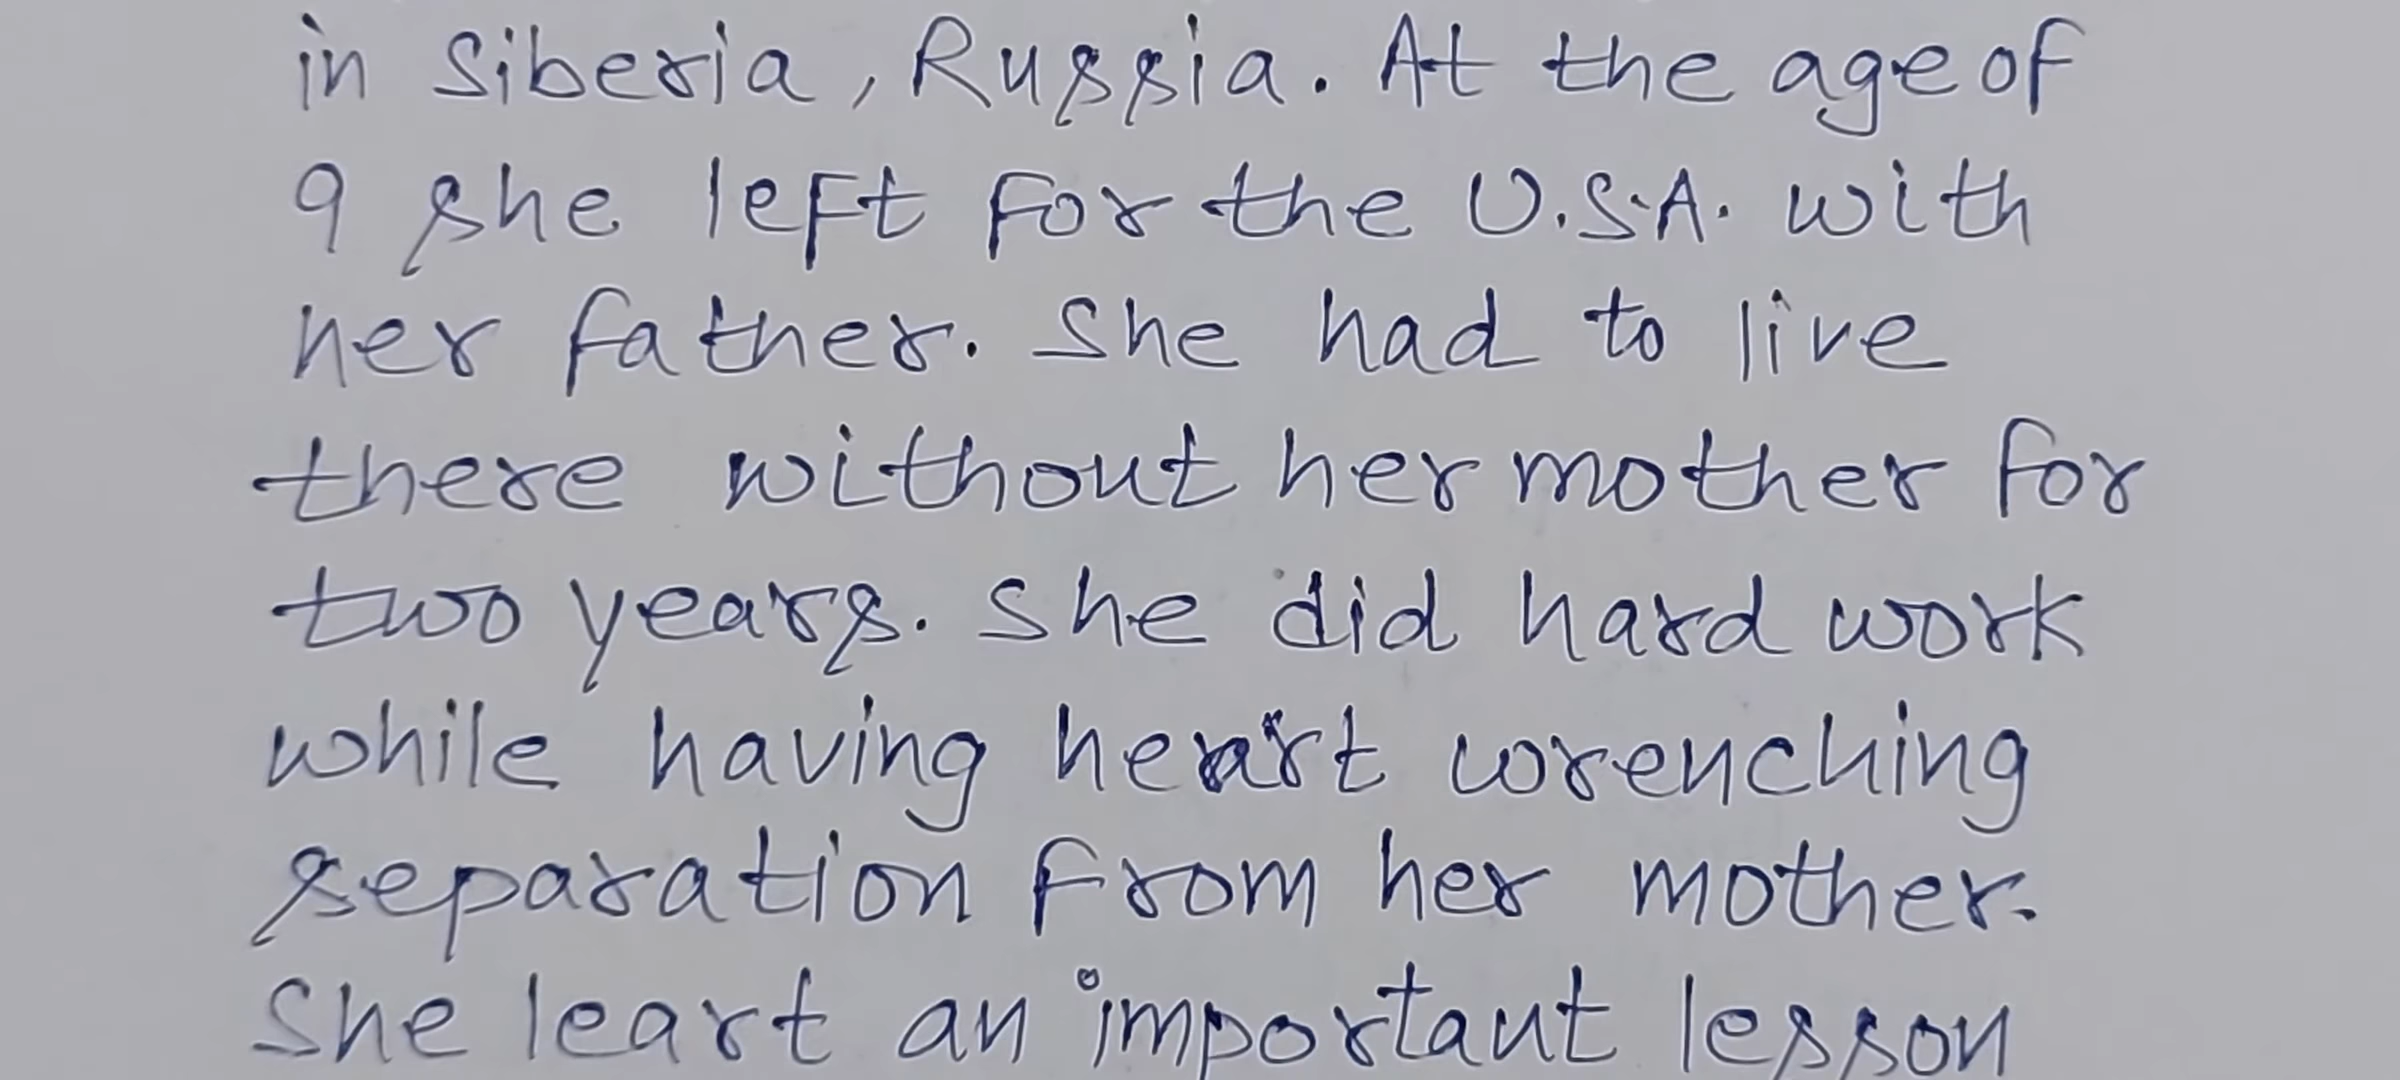 in Siberia, Russia. At the age of
9 she left for the U.S.A. with
her father. She had to live
there without her mother for
two years. She did hard work
while having heart wrenching
separation from her mother.
She leart an important lesson